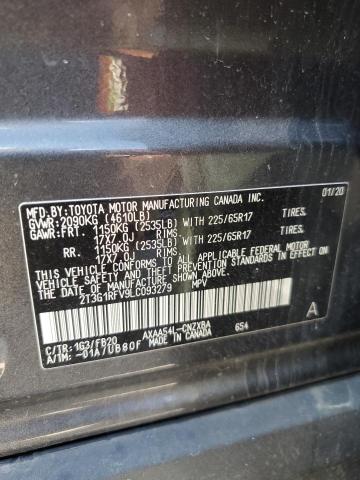 MFD BY:TOYOTA MOTOR MANUFACTURING CANADA INC. 01/20
GVWR:2090KG (4610LB)
GAWR:FRT. 1150KG (2535LB) WITH 225/65R17 TIRES.
17X7.0J RIMS.
RR. 1150KG (2535LB) WITH 225/65R17 TIRES.
17X7.0J RIMS.
THIS VEHICLE CONFORMS TO ALL APPLICABLE FEDERAL MOTOR
VEHICLE SAFETY AND THEFT PREVENTION STANDARDS IN EFFECT
ON THE DATE OF MANUFACTURE SHOWN ABOVE.
2T3G1RFV9LC093279 MPV
A
C/TR:1G3/FB20 AXAA54L-CNZXBA 654
A/TM: -01A/UB80F MADE IN CANADA